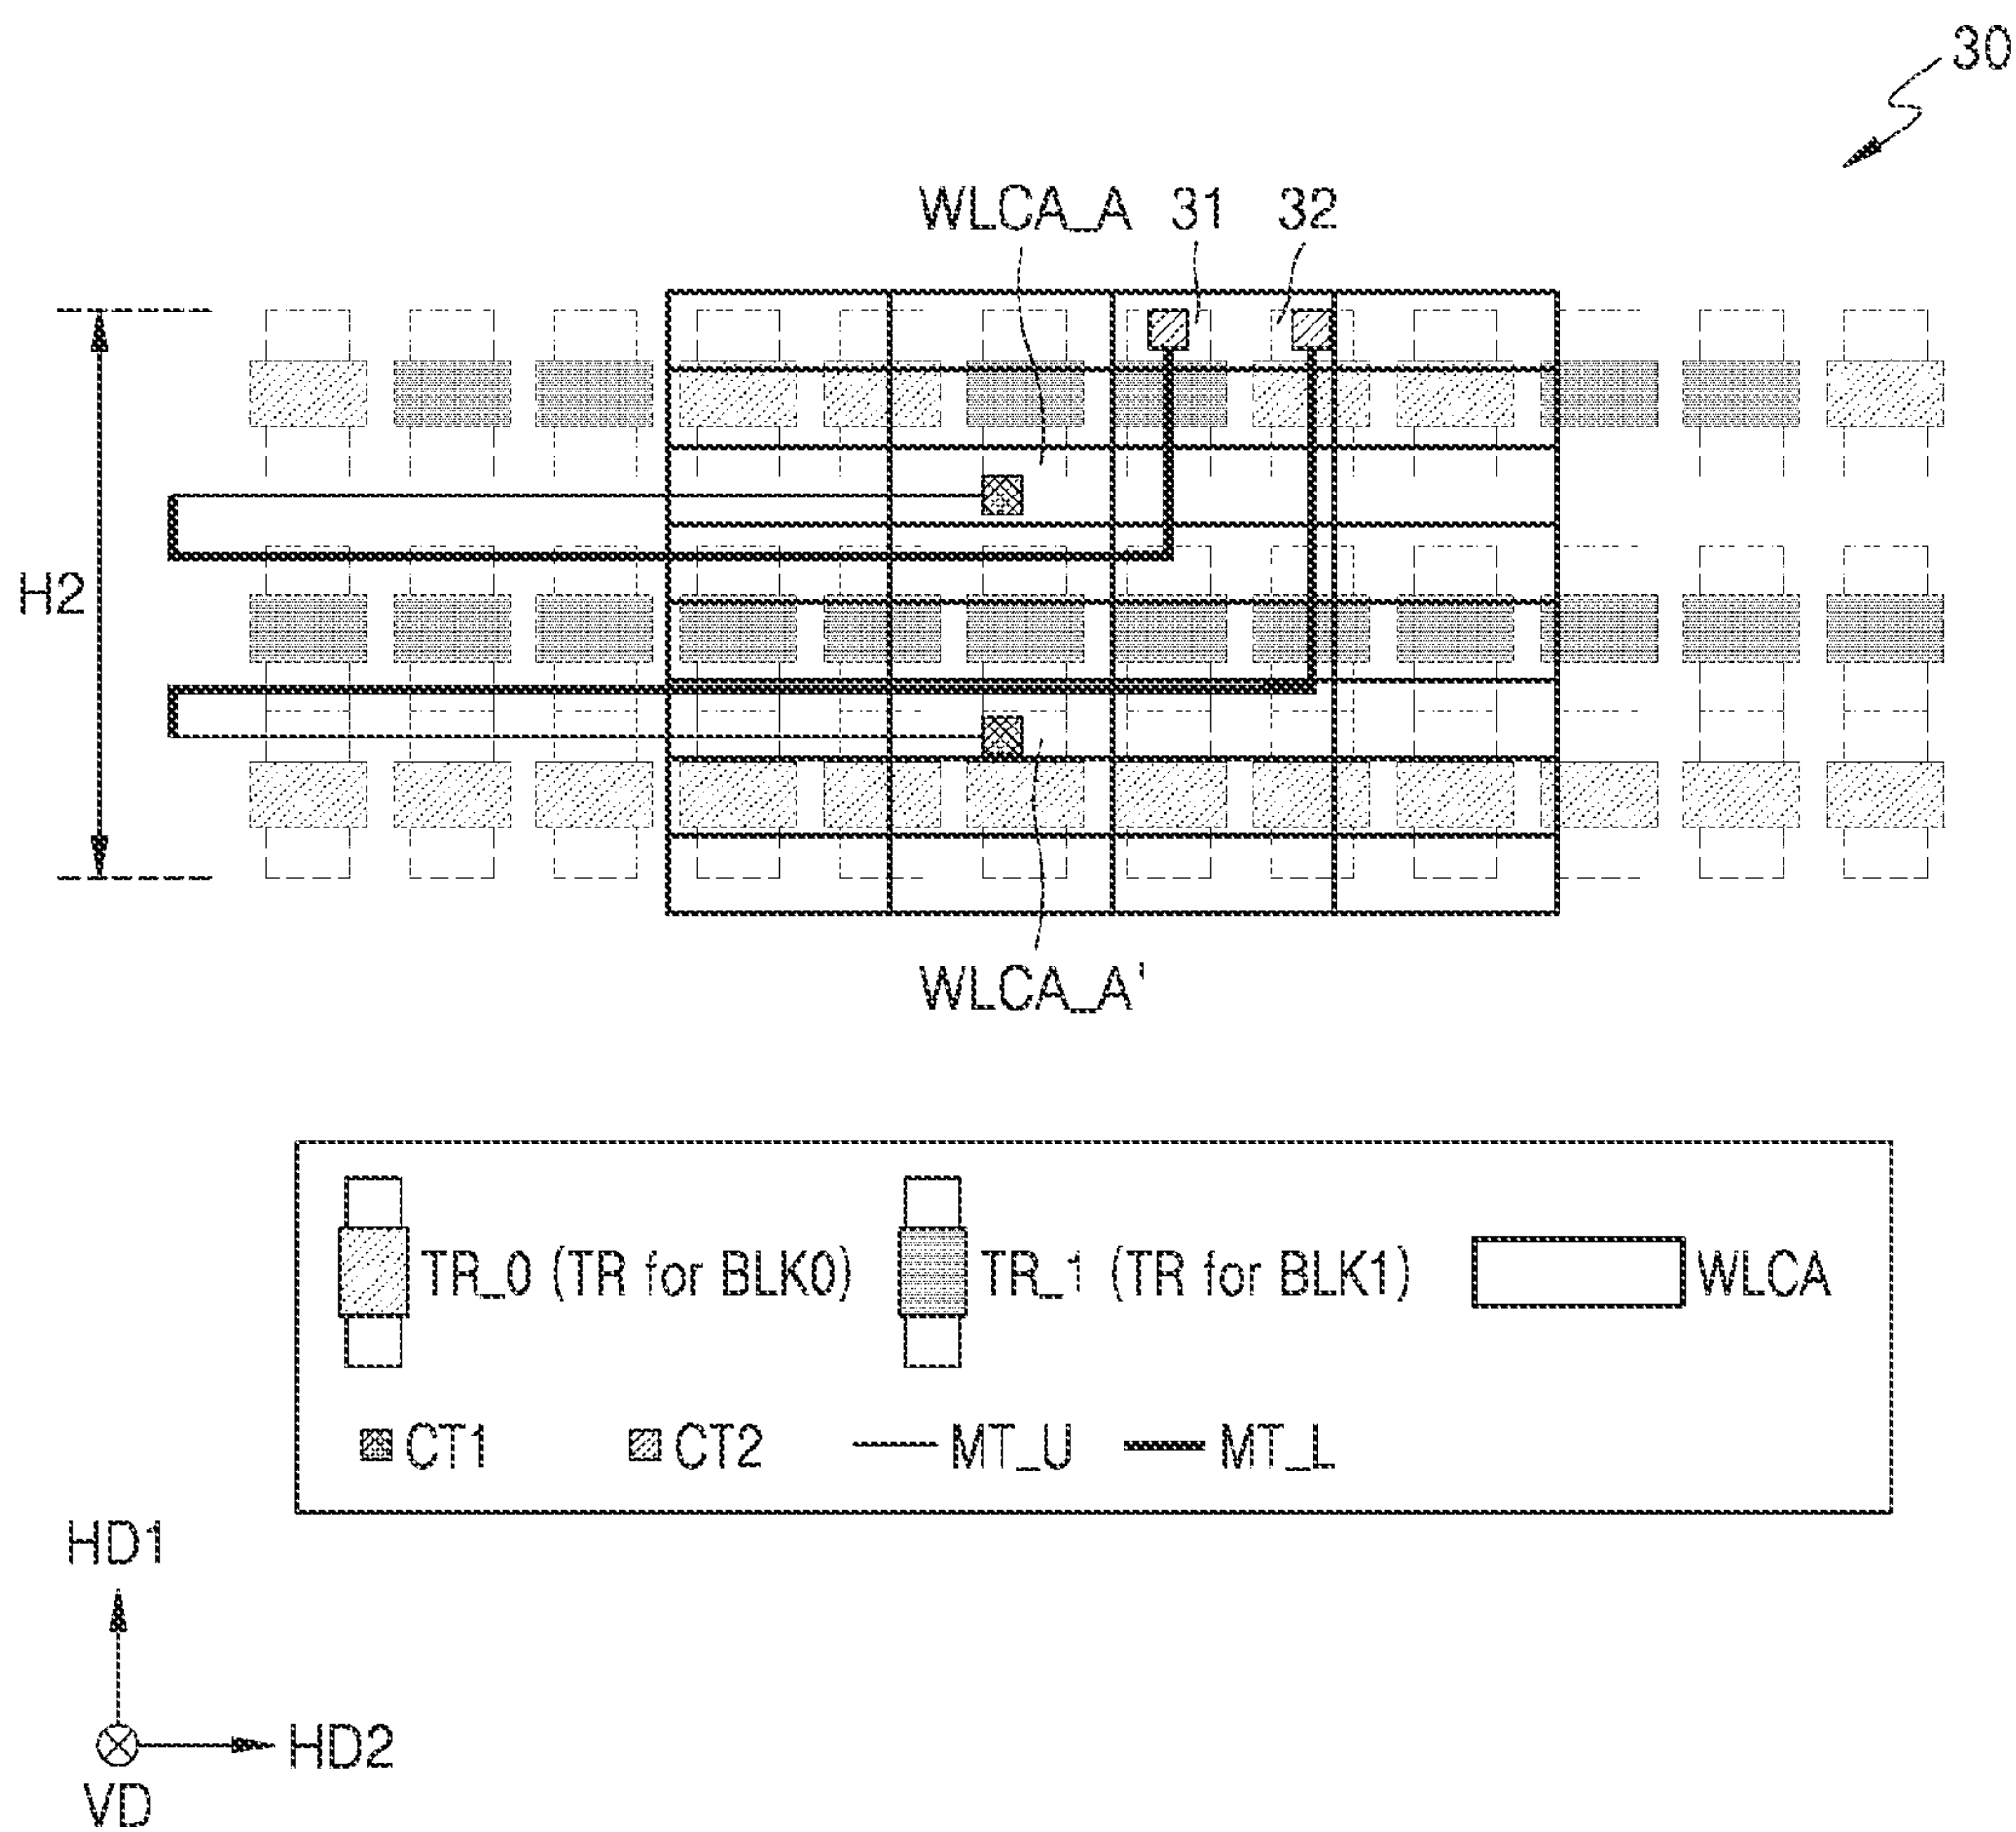 30
WLCA_A 31 32
H2
WLCA_A'
TR_0 (TR for BLK0) TR_1 (TR for BLK1) WLCA
CT1 CT2 MT_U MT_L
HD1
HD2
VD